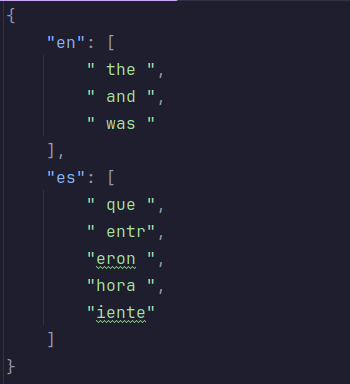 {
    "en": [
        " the ",
        " and ",
        " was "
    ],
    "es": [
        " que ",
        " entr",
        "eron ",
        "hora ",
        "iente"
    ]
}